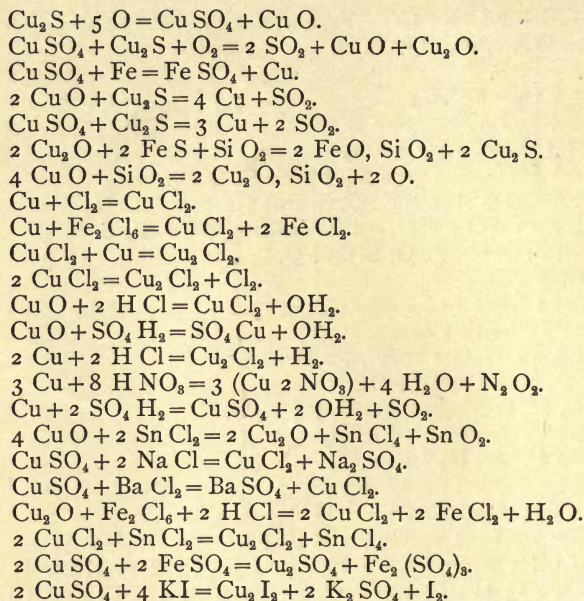 Cu₂ S + 5 O = Cu SO₄ + Cu O.
Cu SO₄ + Cu₂ S + O₂ = 2 SO₂ + Cu O + Cu₂ O.
Cu SO₄ + Fe = Fe SO₄ + Cu.
2 Cu O + Cu₂ S = 4 Cu + SO₂.
Cu SO₄ + Cu₂ S = 3 Cu + 2 SO₂.
2 Cu₂ O + 2 Fe S + Si O₂ = 2 Fe O, Si O₂ + 2 Cu₂ S.
4 Cu O + Si O₂ = 2 Cu₂ O, Si O₂ + 2 O.
Cu + Cl₂ = Cu Cl₂.
Cu + Fe₂ Cl₆ = Cu Cl₂ + 2 Fe Cl₂.
Cu Cl₂ + Cu = Cu₂ Cl₂.
2 Cu Cl₂ = Cu₂ Cl₂ + Cl₂.
Cu O + 2 H Cl = Cu Cl₂ + OH₂.
Cu O + SO₄ H₂ = SO₄ Cu + OH₂.
2 Cu + 2 H Cl = Cu₂ Cl₂ + H₂.
3 Cu + 8 H NO₃ = 3 (Cu 2 NO₃) + 4 H₂ O + N₂ O₂.
Cu + 2 SO₄ H₂ = Cu SO₄ + 2 OH₂ + SO₂.
4 Cu O + 2 Sn Cl₂ = 2 Cu₂ O + Sn Cl₄ + Sn O₂.
Cu SO₄ + 2 Na Cl = Cu Cl₂ + Na₂ SO₄.
Cu SO₄ + Ba Cl₂ = Ba SO₄ + Cu Cl₂.
Cu₂ O + Fe₂ Cl₆ + 2 H Cl = 2 Cu Cl₂ + 2 Fe Cl₂ + H₂ O.
2 Cu Cl₂ + Sn Cl₂ = Cu₂ Cl₂ + Sn Cl₄.
2 Cu SO₄ + 2 Fe SO₄ = Cu₂ SO₄ + Fe₂ (SO₄)₃.
2 Cu SO₄ + 4 KI = Cu₂ I₂ + 2 K₂ SO₄ + I₂.